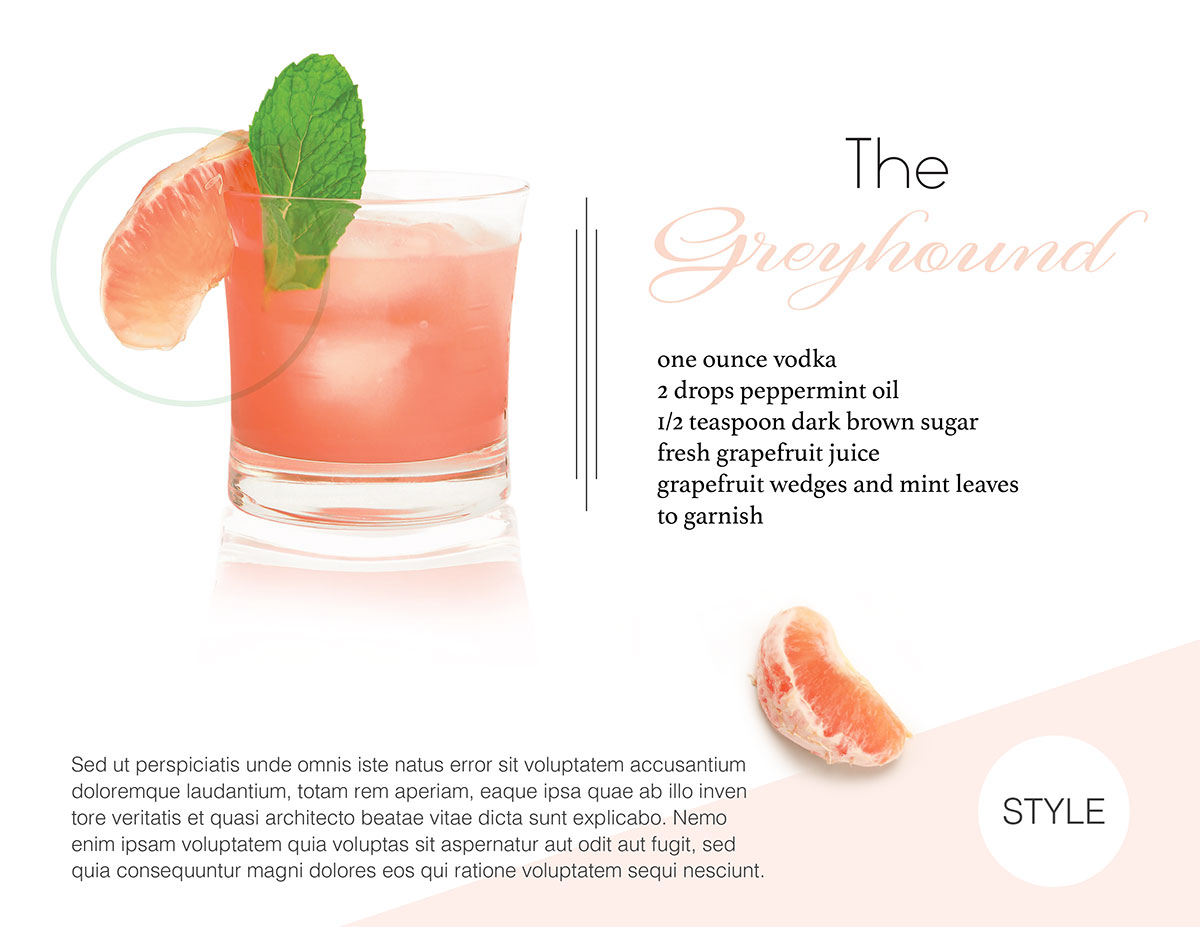 The
Greyhound
one ounce vodka
2 drops peppermint oil
1/2 teaspoon dark brown sugar
fresh grapefruit juice
grapefruit wedges and mint leaves
to garnish
Sed ut perspiciatis unde omnis iste natus error sit voluptatem accusantium
doloremque laudantium, totam rem aperiam, eaque ipsa quae ab illo inven
tore veritatis et quasi architecto beatae vitae dicta sunt explicabo. Nemo
enim ipsam voluptatem quia voluptas sit aspernatur aut odit aut fugit, sed
quia consequuntur magni dolores eos qui ratione voluptatem sequi nesciunt.
STYLE